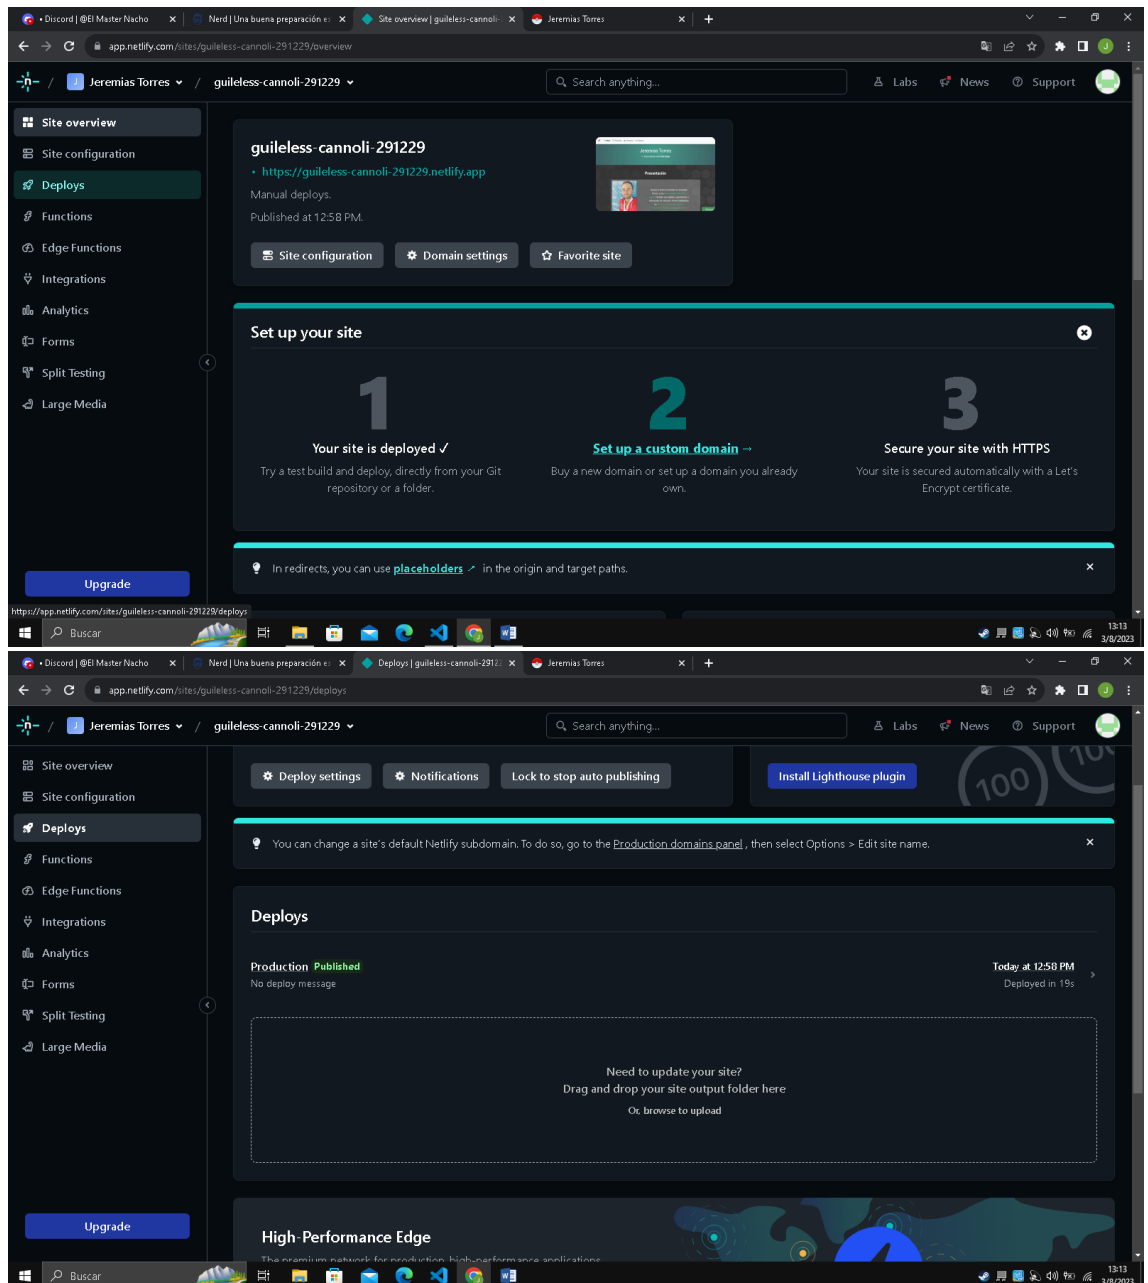 • Discord | @El Master Nacho
Nerd | Una buena preparación es
Site overview | guileless-cannoli-
Jeremias Torres
app.netlify.com/sites/guileless-cannoli-291229/overview
J
/ J Jeremias Torres / guileless-cannoli-291229
Search anything...
Labs
News
Support
Site overview
Site configuration
Deploys
Functions
Edge Functions
Integrations
Analytics
Forms
Split Testing
Large Media
Upgrade
guileless-cannoli-291229
• https://guileless-cannoli-291229.netlify.app
Manual deploys.
Published at 12:58 PM.
Site configuration
Domain settings
Favorite site
Jeremias Torres
Presentación
Set up your site
1
Your site is deployed ✓
Try a test build and deploy, directly from your Git
repository or a folder.
2
Set up a custom domain →
Buy a new domain or set up a domain you already
own.
3
Secure your site with HTTPS
Your site is secured automatically with a Let's
Encrypt certificate.
In redirects, you can use placeholders ↗ in the origin and target paths.
https://app.netlify.com/sites/guileless-cannoli-291229/deploys
Buscar
13:13
3/8/2023
• Discord | @El Master Nacho
Nerd | Una buena preparación es
Deploys | guileless-cannoli-29122
Jeremias Torres
app.netlify.com/sites/guileless-cannoli-291229/deploys
J
/ J Jeremias Torres / guileless-cannoli-291229
Search anything...
Labs
News
Support
Site overview
Site configuration
Deploys
Functions
Edge Functions
Integrations
Analytics
Forms
Split Testing
Large Media
Upgrade
Deploy settings
Notifications
Lock to stop auto publishing
Install Lighthouse plugin
100
100
You can change a site's default Netlify subdomain. To do so, go to the Production domains panel , then select Options > Edit site name.
Deploys
Production Published
No deploy message
Today at 12:58 PM
Deployed in 19s
Need to update your site?
Drag and drop your site output folder here
Or, browse to upload
High-Performance Edge
The premium network for production, high-performance applications
Buscar
13:13
3/8/2023